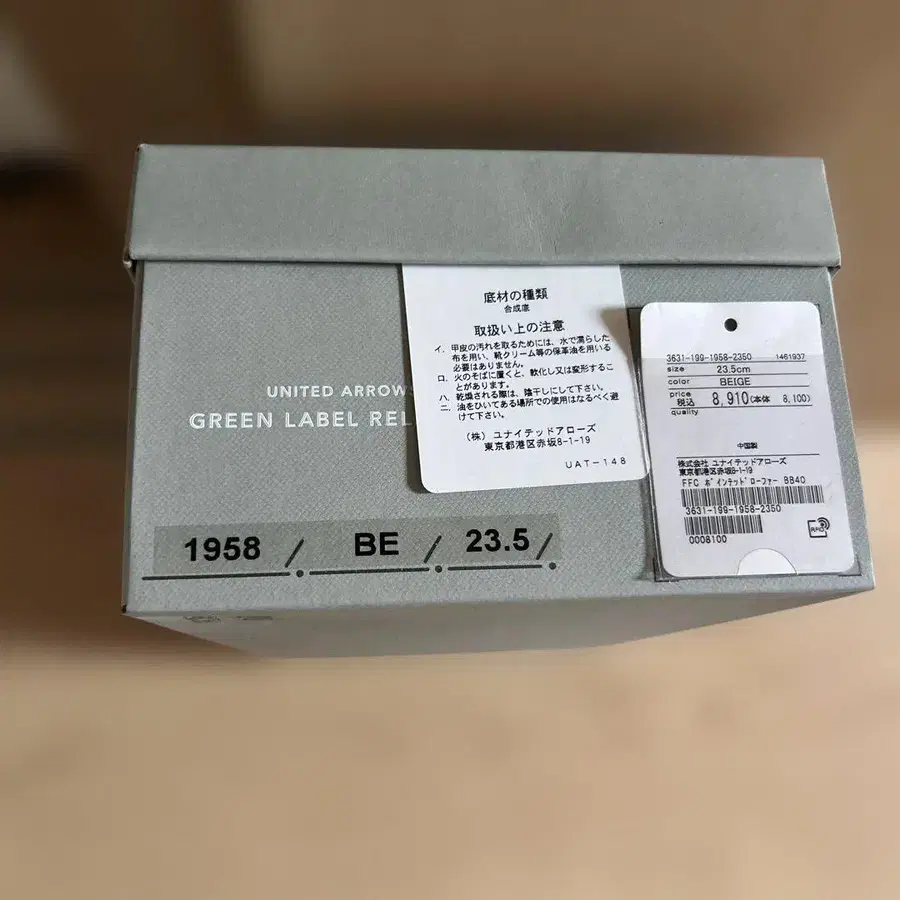 UNITED ARROWS
GREEN LABEL REL
1958 / BE / 23.5 /
底材の種類
合成底
取扱い上の注意
イ. 甲皮の汚れを取るためには、水で濡らした
布を用い、靴クリーム等の保革油を用いる
必要はありません。
ロ. 火のそばに置くと、軟化し又は変形するこ
とがあります。
ハ. 乾燥される際は、陰干しにして下さい。
ニ. 油をひいてある場所での使用はなるべく避
けて下さい。
(株) ユナイテッドアローズ
東京都港区赤坂8-1-19
UAT-148
3631-199-1958-2350 1461937
size 23.5cm
color BEIGE
price
税込 8,910(本体 8,100)
quality
中国製
株式会社 ユナイテッドアローズ
東京都港区赤坂8-1-19
FFC ポインテッドローファー BB40
3631-199-1958-2350
0008100
RFID